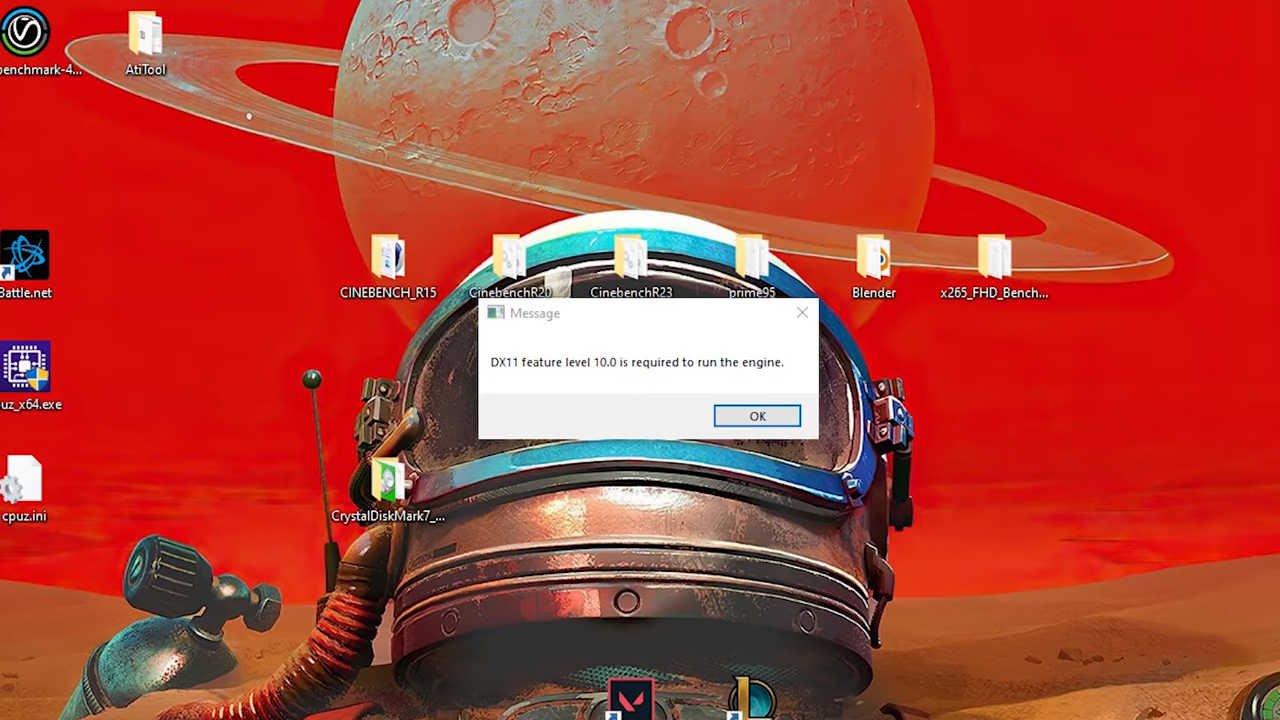 benchmark-4...
AtiTool
CINEBENCH_R15
CinebenchR20
CinebenchR23
prime95
Blender
x265_FHD_Bench...
Battle.net
Message
DX11 feature level 10.0 is required to run the engine.
OK
uz_x64.exe
cpuz.ini
CrystalDiskMark7_...